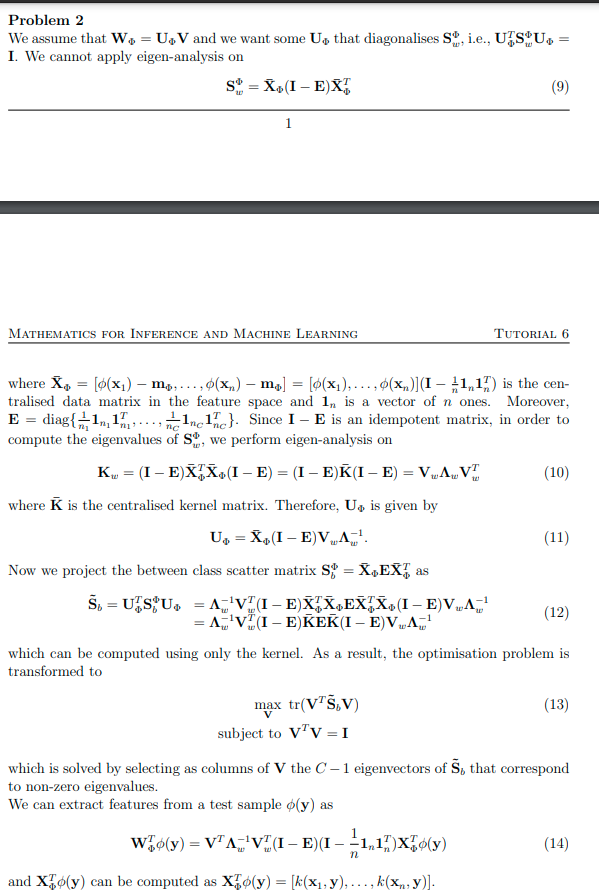 Problem 2
We assume that W_Φ = U_ΦV and we want some U_Φ that diagonalises S_w^Φ, i.e., U_Φ^T S_w^Φ U_Φ =
I. We cannot apply eigen-analysis on
S_w^Φ = X̄_Φ(I − E)X̄_Φ^T (9)
1
Mathematics for Inference and Machine Learning Tutorial 6
where X̄_Φ = [ϕ(x_1) − m_Φ, . . . , ϕ(x_n) − m_Φ] = [ϕ(x_1), . . . , ϕ(x_n)](I − 1/n 1_n 1_n^T) is the cen-
tralised data matrix in the feature space and 1_n is a vector of n ones. Moreover,
E = diag{1/n_1 1_{n_1} 1_{n_1}^T, . . . , 1/n_C 1_{n_C} 1_{n_C}^T}. Since I − E is an idempotent matrix, in order to
compute the eigenvalues of S_w^Φ, we perform eigen-analysis on
K_w = (I − E)X̄_Φ^T X̄_Φ(I − E) = (I − E)K̄(I − E) = V_w Λ_w V_w^T (10)
where K̄ is the centralised kernel matrix. Therefore, U_Φ is given by
U_Φ = X̄_Φ(I − E)V_w Λ_w^{−1}. (11)
Now we project the between class scatter matrix S_b^Φ = X̄_Φ E X̄_Φ^T as
S̃_b = U_Φ^T S_b^Φ U_Φ = Λ_w^{−1} V_w^T (I − E)X̄_Φ^T X̄_Φ E X̄_Φ^T X̄_Φ(I − E)V_w Λ_w^{−1}
= Λ_w^{−1} V_w^T (I − E)K̄EK̄(I − E)V_w Λ_w^{−1} (12)
which can be computed using only the kernel. As a result, the optimisation problem is
transformed to
max_V tr(V^T S̃_b V) (13)
subject to V^T V = I
which is solved by selecting as columns of V the C − 1 eigenvectors of S̃_b that correspond
to non-zero eigenvalues.
We can extract features from a test sample ϕ(y) as
W_Φ^T ϕ(y) = V^T Λ_w^{−1} V_w^T (I − E)(I − 1/n 1_n 1_n^T)X_Φ^T ϕ(y) (14)
and X_Φ^T ϕ(y) can be computed as X_Φ^T ϕ(y) = [k(x_1, y), . . . , k(x_n, y)].